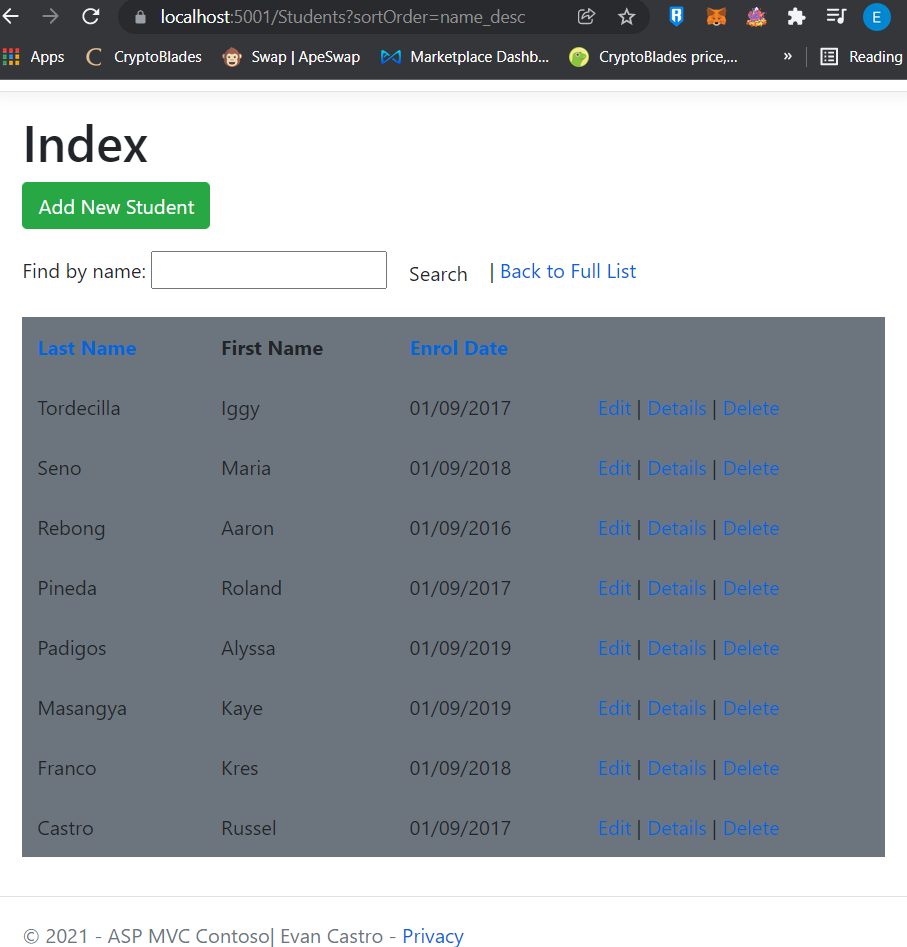 localhost:5001/Students?sortOrder=name_desc E
Apps CryptoBlades Swap | ApeSwap Marketplace Dashb... CryptoBlades price,... » Reading
Index
Add New Student
Find by name: Search | Back to Full List
Last Name First Name Enrol Date
Tordecilla Iggy 01/09/2017 Edit | Details | Delete
Seno Maria 01/09/2018 Edit | Details | Delete
Rebong Aaron 01/09/2016 Edit | Details | Delete
Pineda Roland 01/09/2017 Edit | Details | Delete
Padigos Alyssa 01/09/2019 Edit | Details | Delete
Masangya Kaye 01/09/2019 Edit | Details | Delete
Franco Kres 01/09/2018 Edit | Details | Delete
Castro Russel 01/09/2017 Edit | Details | Delete
© 2021 - ASP MVC Contoso| Evan Castro - Privacy